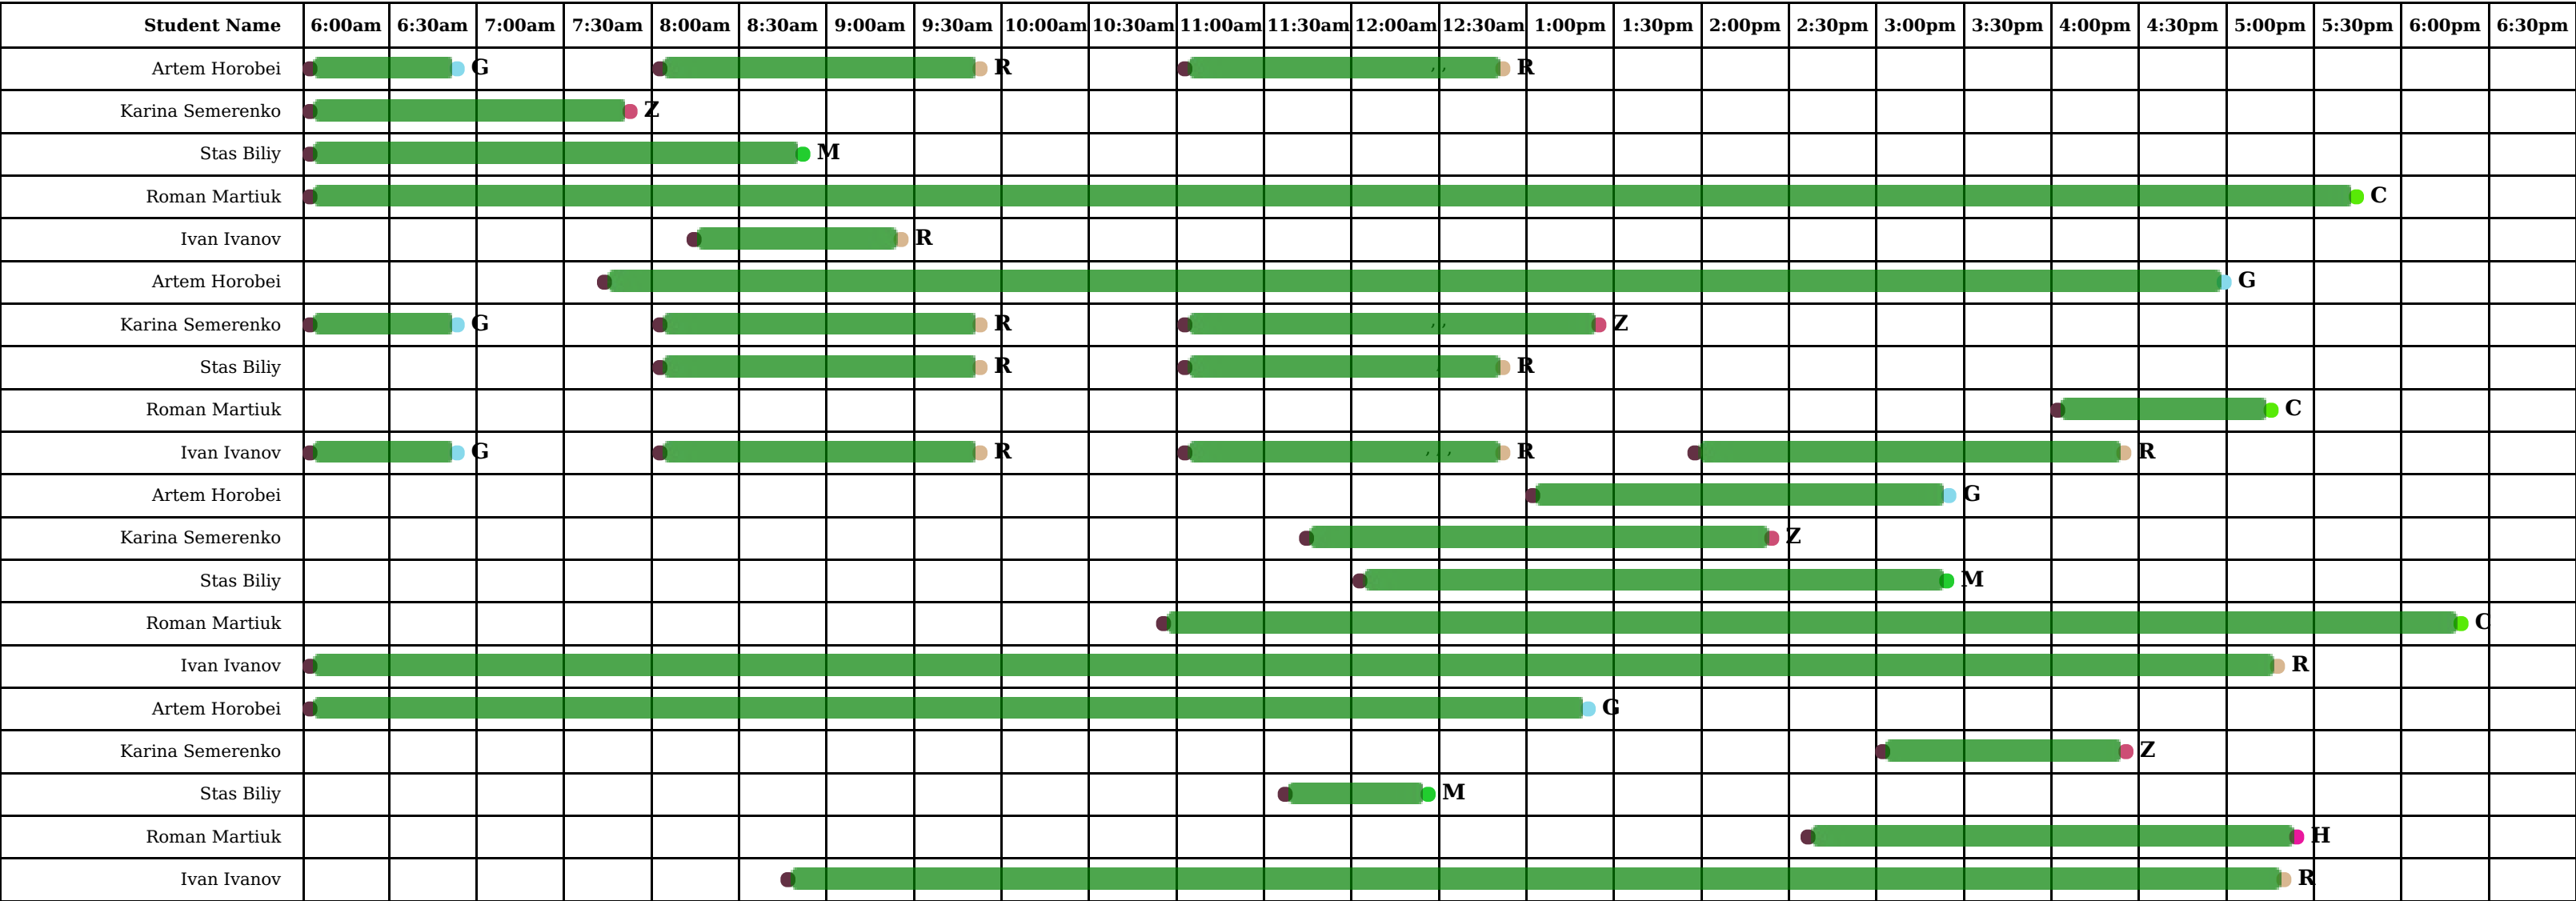 Student Name 6:00am 6:30am 7:00am 7:30am 8:00am 8:30am 9:00am 9:30am 10:00am 10:30am 11:00am 11:30am 12:00am 12:30am 1:00pm 1:30pm 2:00pm 2:30pm 3:00pm 3:30pm 4:00pm 4:30pm 5:00pm 5:30pm 6:00pm 6:30pm
Artem Horobei G R , , R
Karina Semerenko Z
Stas Biliy M
Roman Martiuk C
Ivan Ivanov R
Artem Horobei G
Karina Semerenko G R , , Z
Stas Biliy R , R
Roman Martiuk C
Ivan Ivanov G R , , , R R
Artem Horobei G
Karina Semerenko Z
Stas Biliy M
Roman Martiuk C
Ivan Ivanov R
Artem Horobei G
Karina Semerenko Z
Stas Biliy M
Roman Martiuk H
Ivan Ivanov R